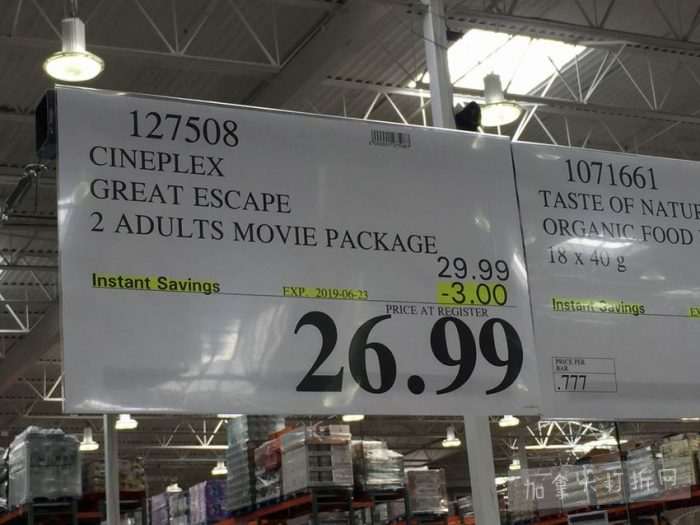 127508
CINEPLEX
GREAT ESCAPE
2 ADULTS MOVIE PACKAGE
29.99
Instant Savings EXP. 2019-06-23 -3.00
PRICE AT REGISTER
26.99
1071661
TASTE OF NATU
ORGANIC FOOD
18 x 40 g
Instant Savings
PRICE PER
BAR
.777
加拿大打折网